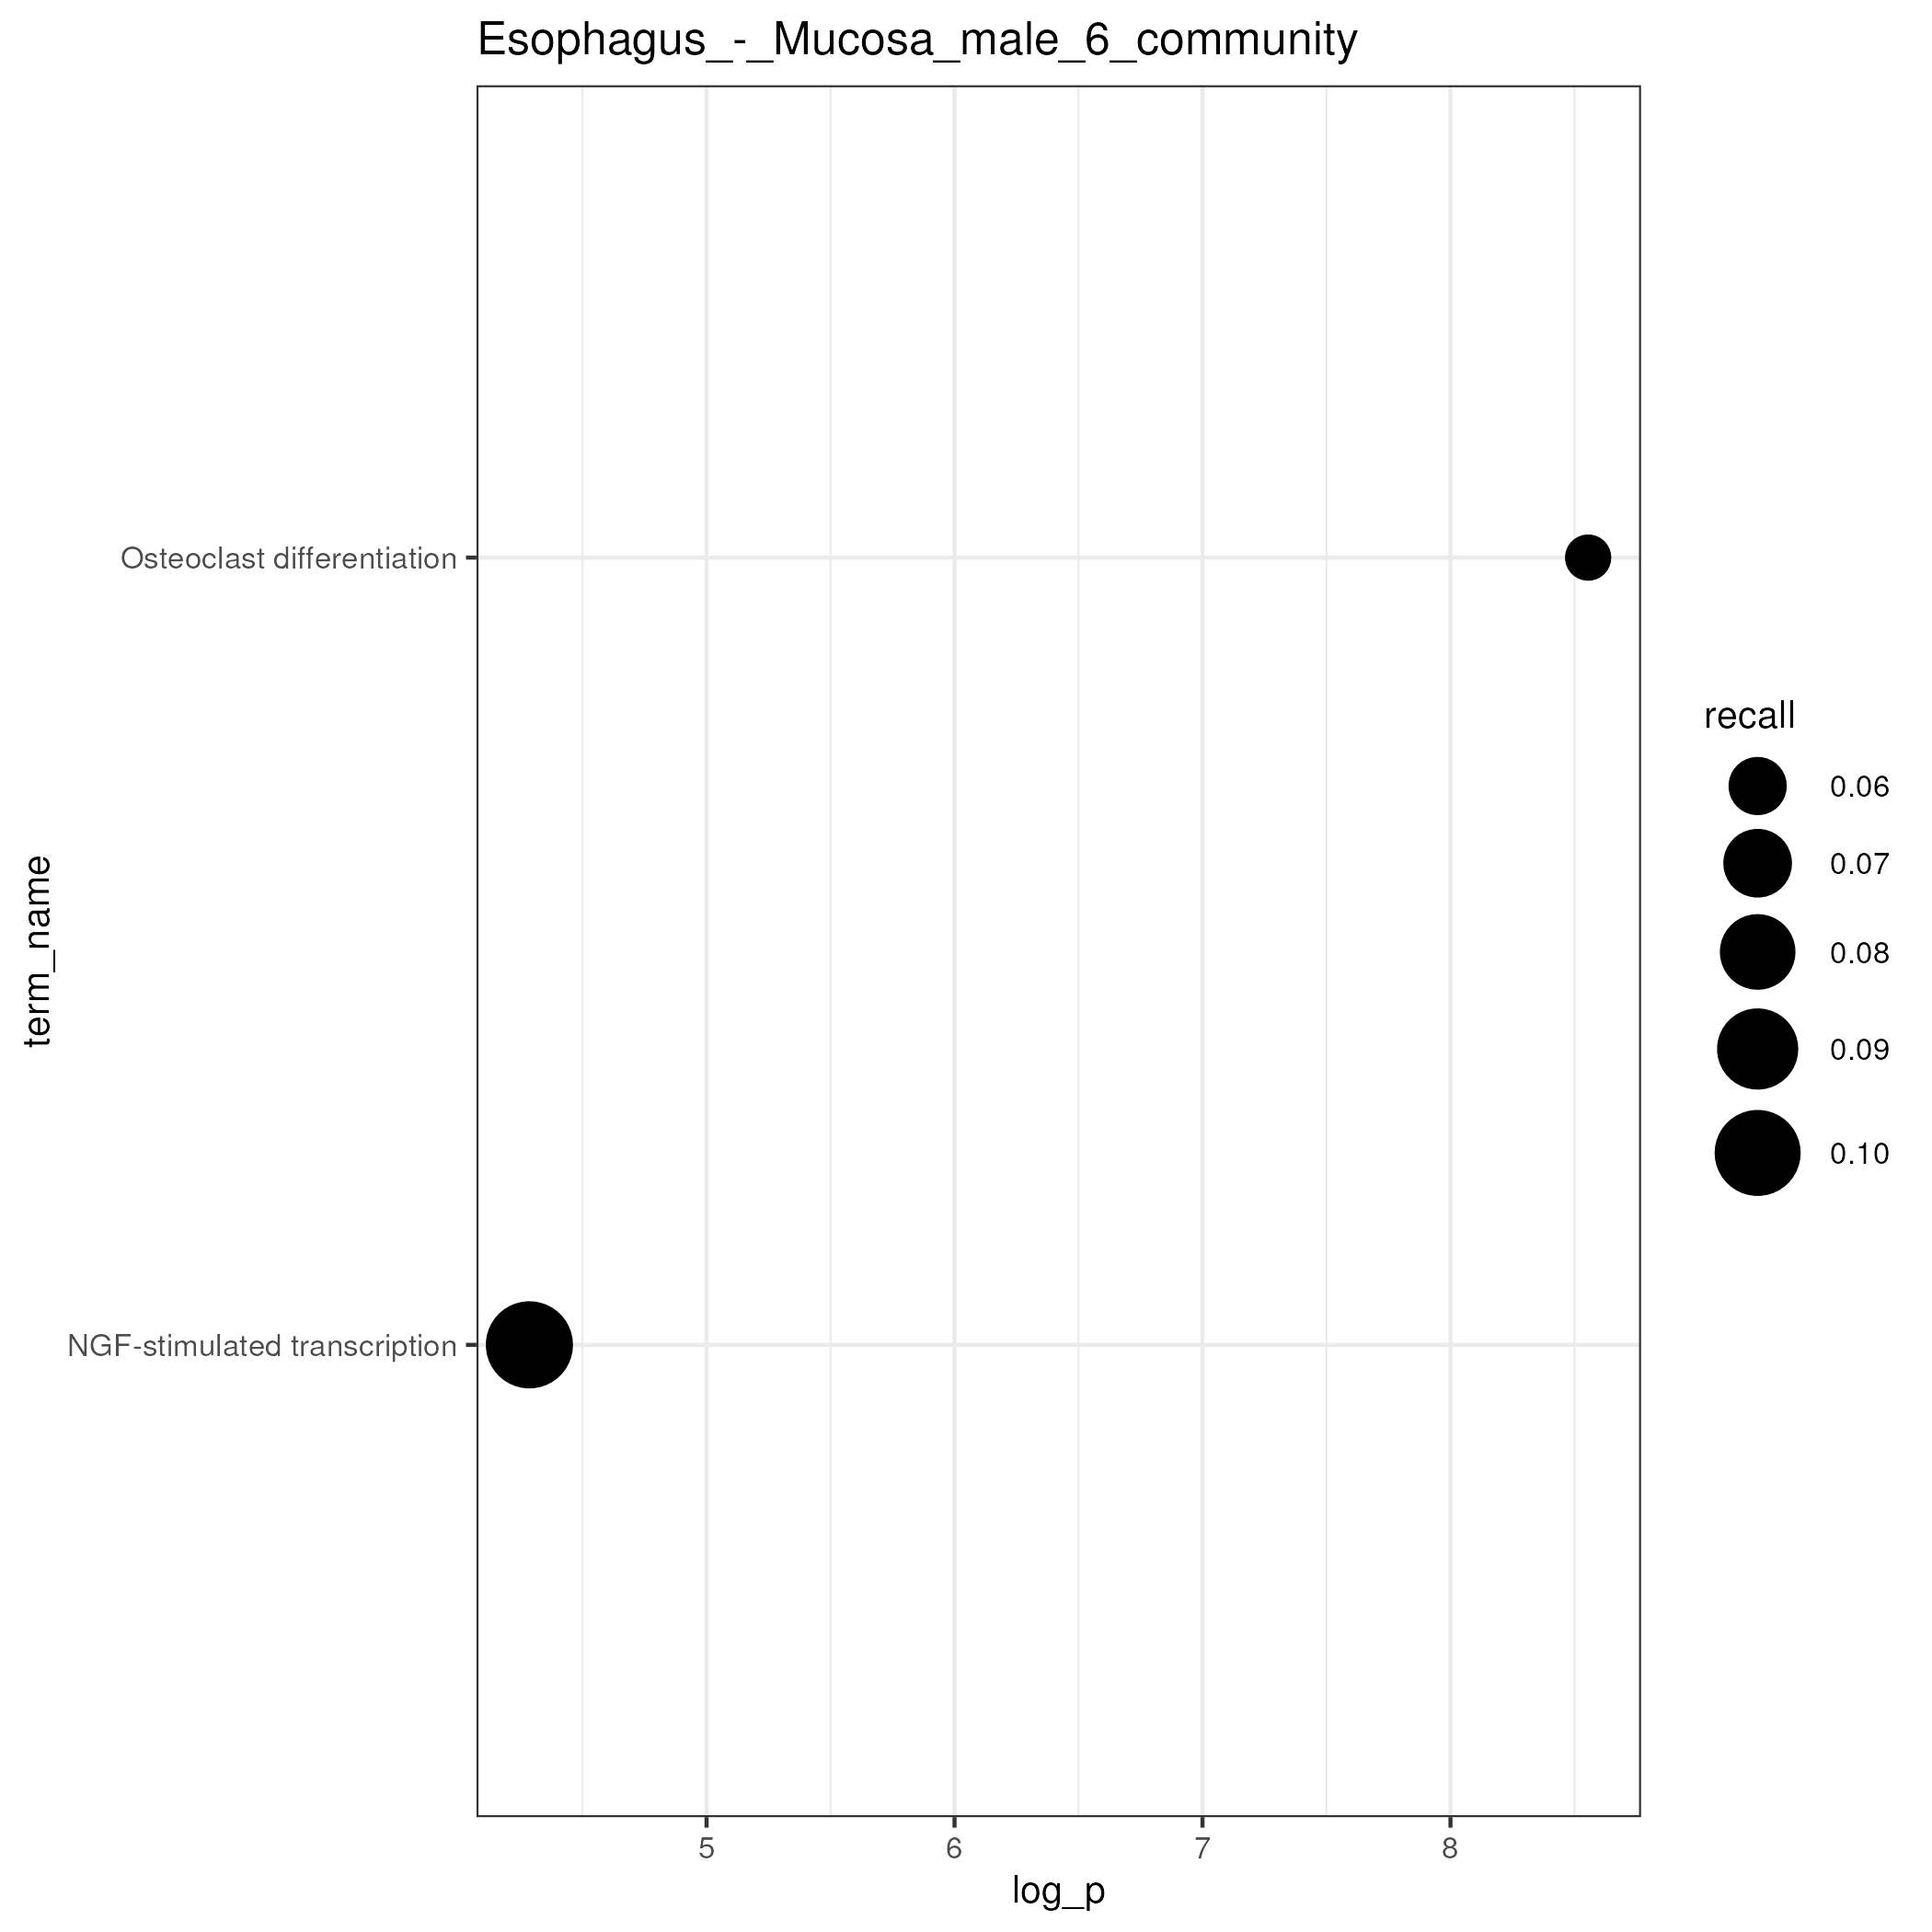 Esophagus_-_Mucosa_male_6_community
term_name
Osteoclast differentiation
NGF-stimulated transcription
5 6 7 8
log_p
recall
0.06
0.07
0.08
0.09
0.10